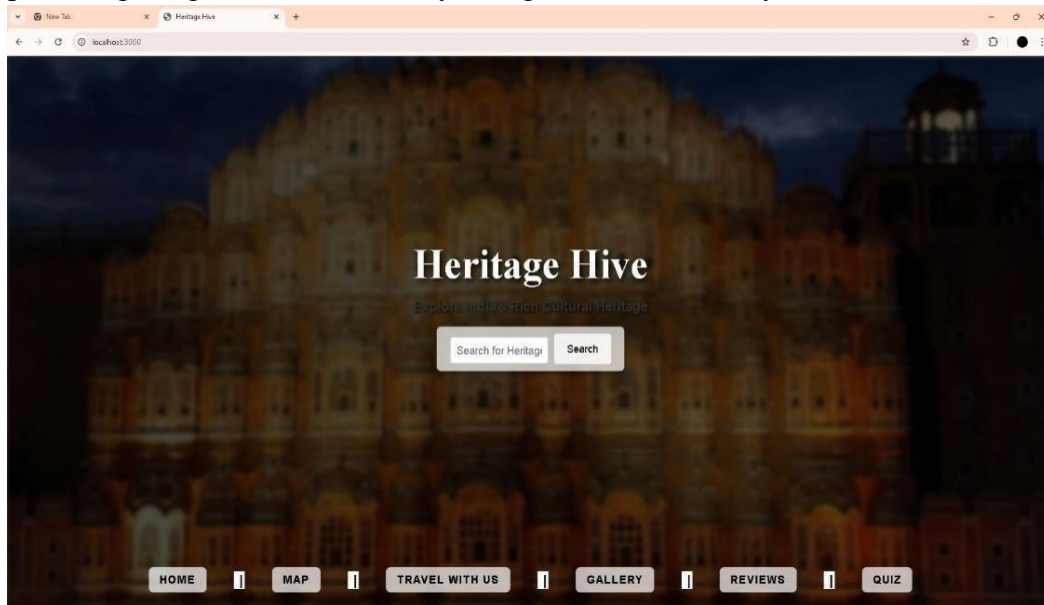 New Tab Heritage Hive
localhost:3000
Heritage Hive
Explore India's Rich Cultural Heritage
Search for Heritag Search
HOME | MAP | TRAVEL WITH US | GALLERY | REVIEWS | QUIZ